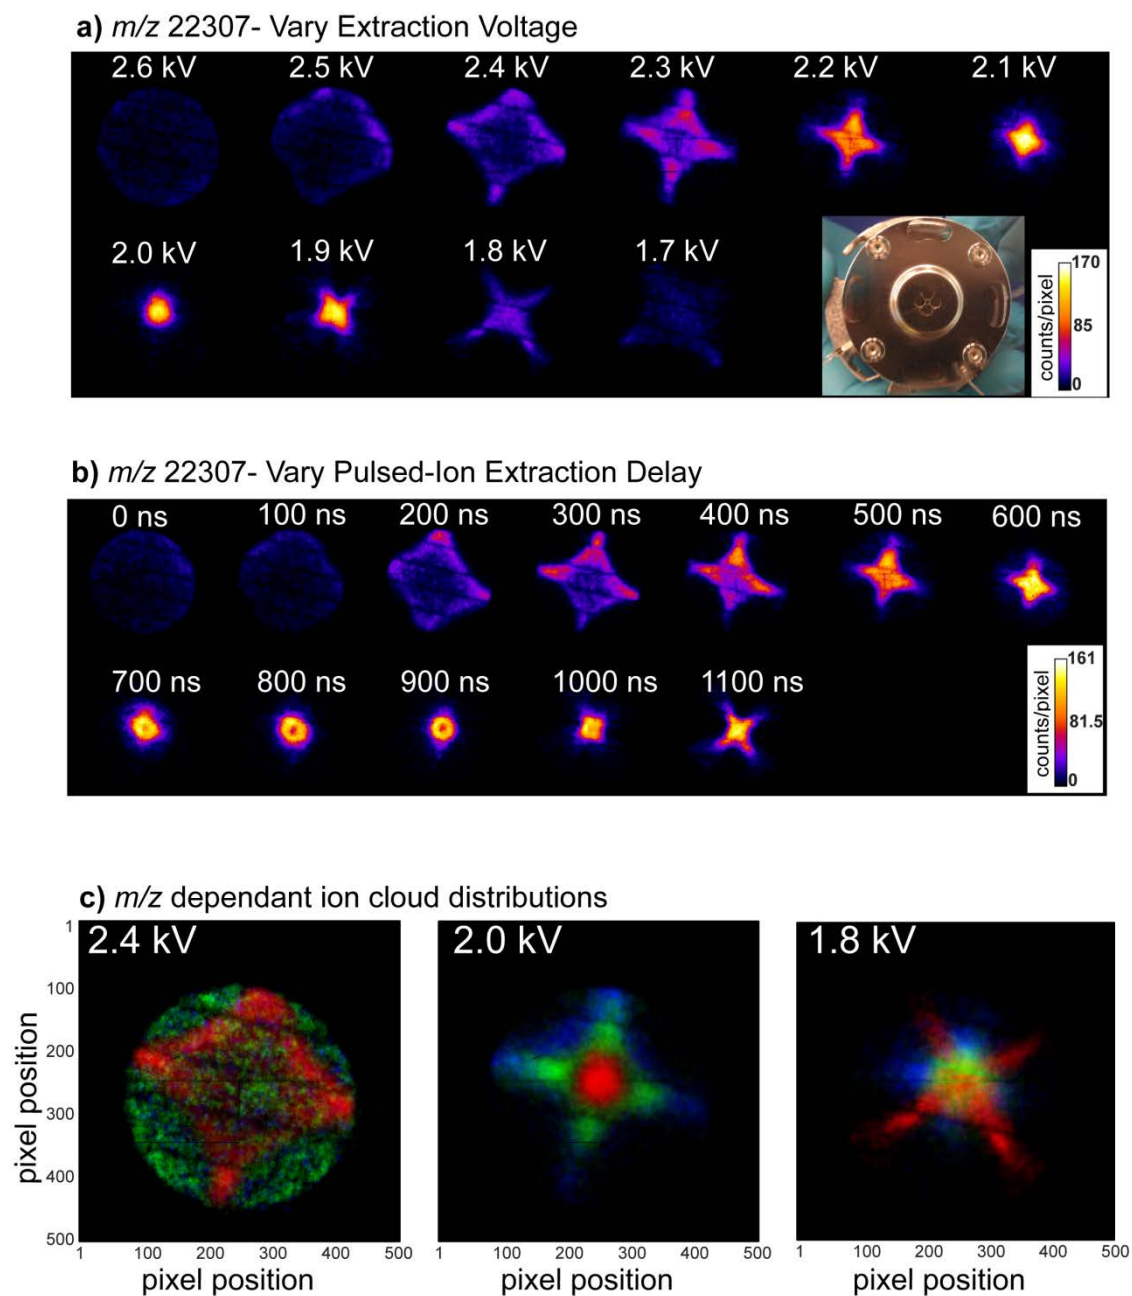 a) m/z 22307- Vary Extraction Voltage
2.6 kV 2.5 kV 2.4 kV 2.3 kV 2.2 kV 2.1 kV
2.0 kV 1.9 kV 1.8 kV 1.7 kV
170
85
0
counts/pixel
b) m/z 22307- Vary Pulsed-Ion Extraction Delay
0 ns 100 ns 200 ns 300 ns 400 ns 500 ns 600 ns
700 ns 800 ns 900 ns 1000 ns 1100 ns
161
81.5
0
counts/pixel
c) m/z dependant ion cloud distributions
2.4 kV 2.0 kV 1.8 kV
1
100
200
300
400
500
pixel position
1 100 200 300 400 500 1 100 200 300 400 500 1 100 200 300 400 500
pixel position pixel position pixel position